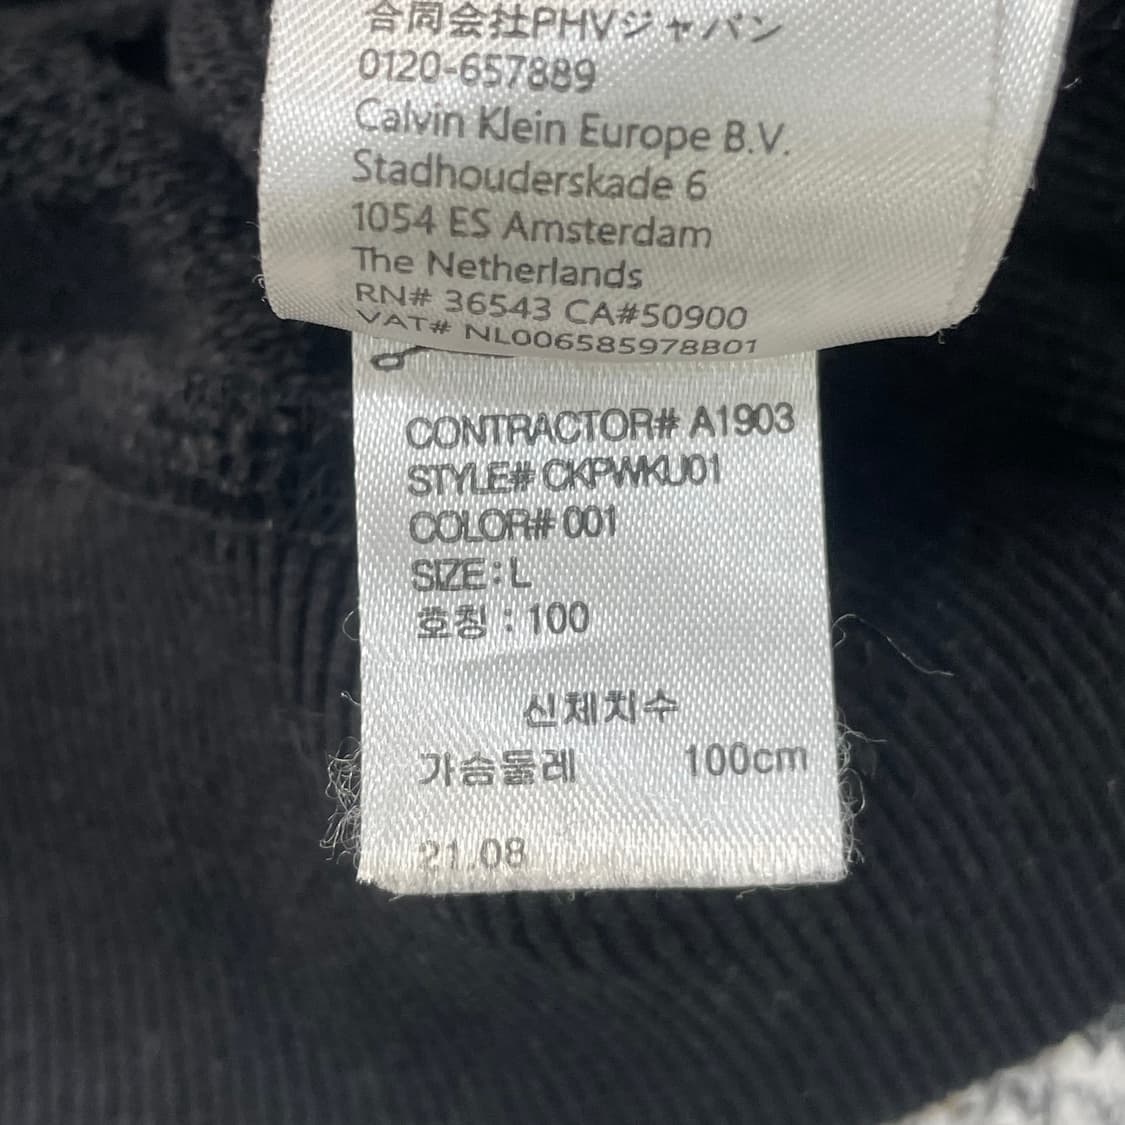 合同会社PHVジャパン
0120-657889
Calvin Klein Europe B.V.
Stadhouderskade 6
1054 ES Amsterdam
The Netherlands
RN# 36543 CA#50900
VAT# NL006585978B01
CONTRACTOR# A1903
STYLE# CKPWKU01
COLOR# 001
SIZE : L
호칭 : 100
신체치수
가슴둘레 100cm
21.08